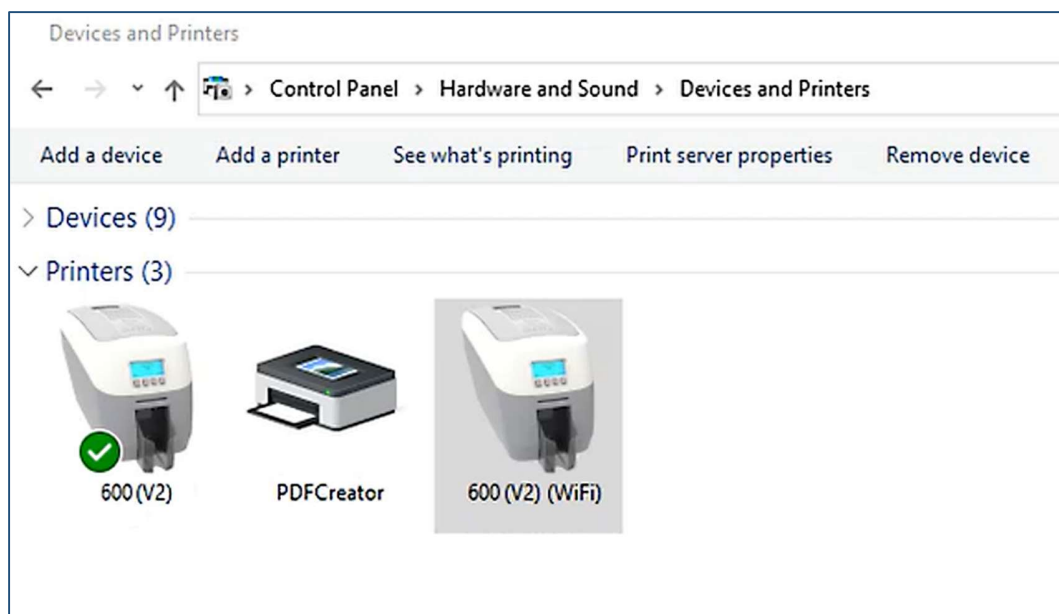 Devices and Printers
Control Panel > Hardware and Sound > Devices and Printers
Add a device Add a printer See what's printing Print server properties Remove device
Devices (9)
Printers (3)
600 (V2) PDFCreator 600 (V2) (WiFi)